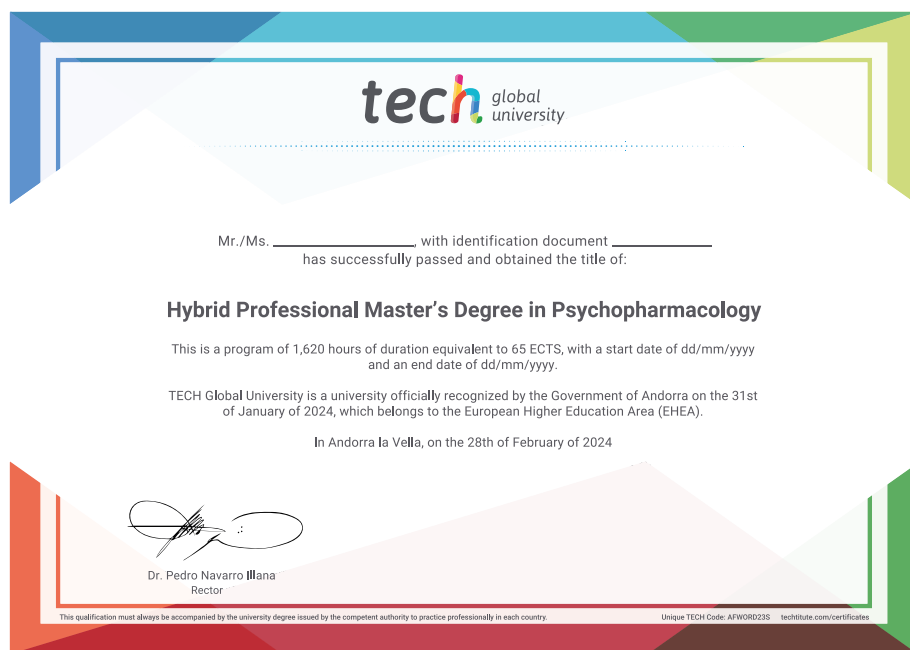 tech global university
Mr./Ms. ____________, with identification document ____________
has successfully passed and obtained the title of:
Hybrid Professional Master’s Degree in Psychopharmacology
This is a program of 1,620 hours of duration equivalent to 65 ECTS, with a start date of dd/mm/yyyy
and an end date of dd/mm/yyyy.
TECH Global University is a university officially recognized by the Government of Andorra on the 31st
of January of 2024, which belongs to the European Higher Education Area (EHEA).
In Andorra la Vella, on the 28th of February of 2024
Dr. Pedro Navarro Illana
Rector
This qualification must always be accompanied by the university degree issued by the competent authority to practice professionally in each country.
Unique TECH Code: AFWORD23S techtitute.com/certificates